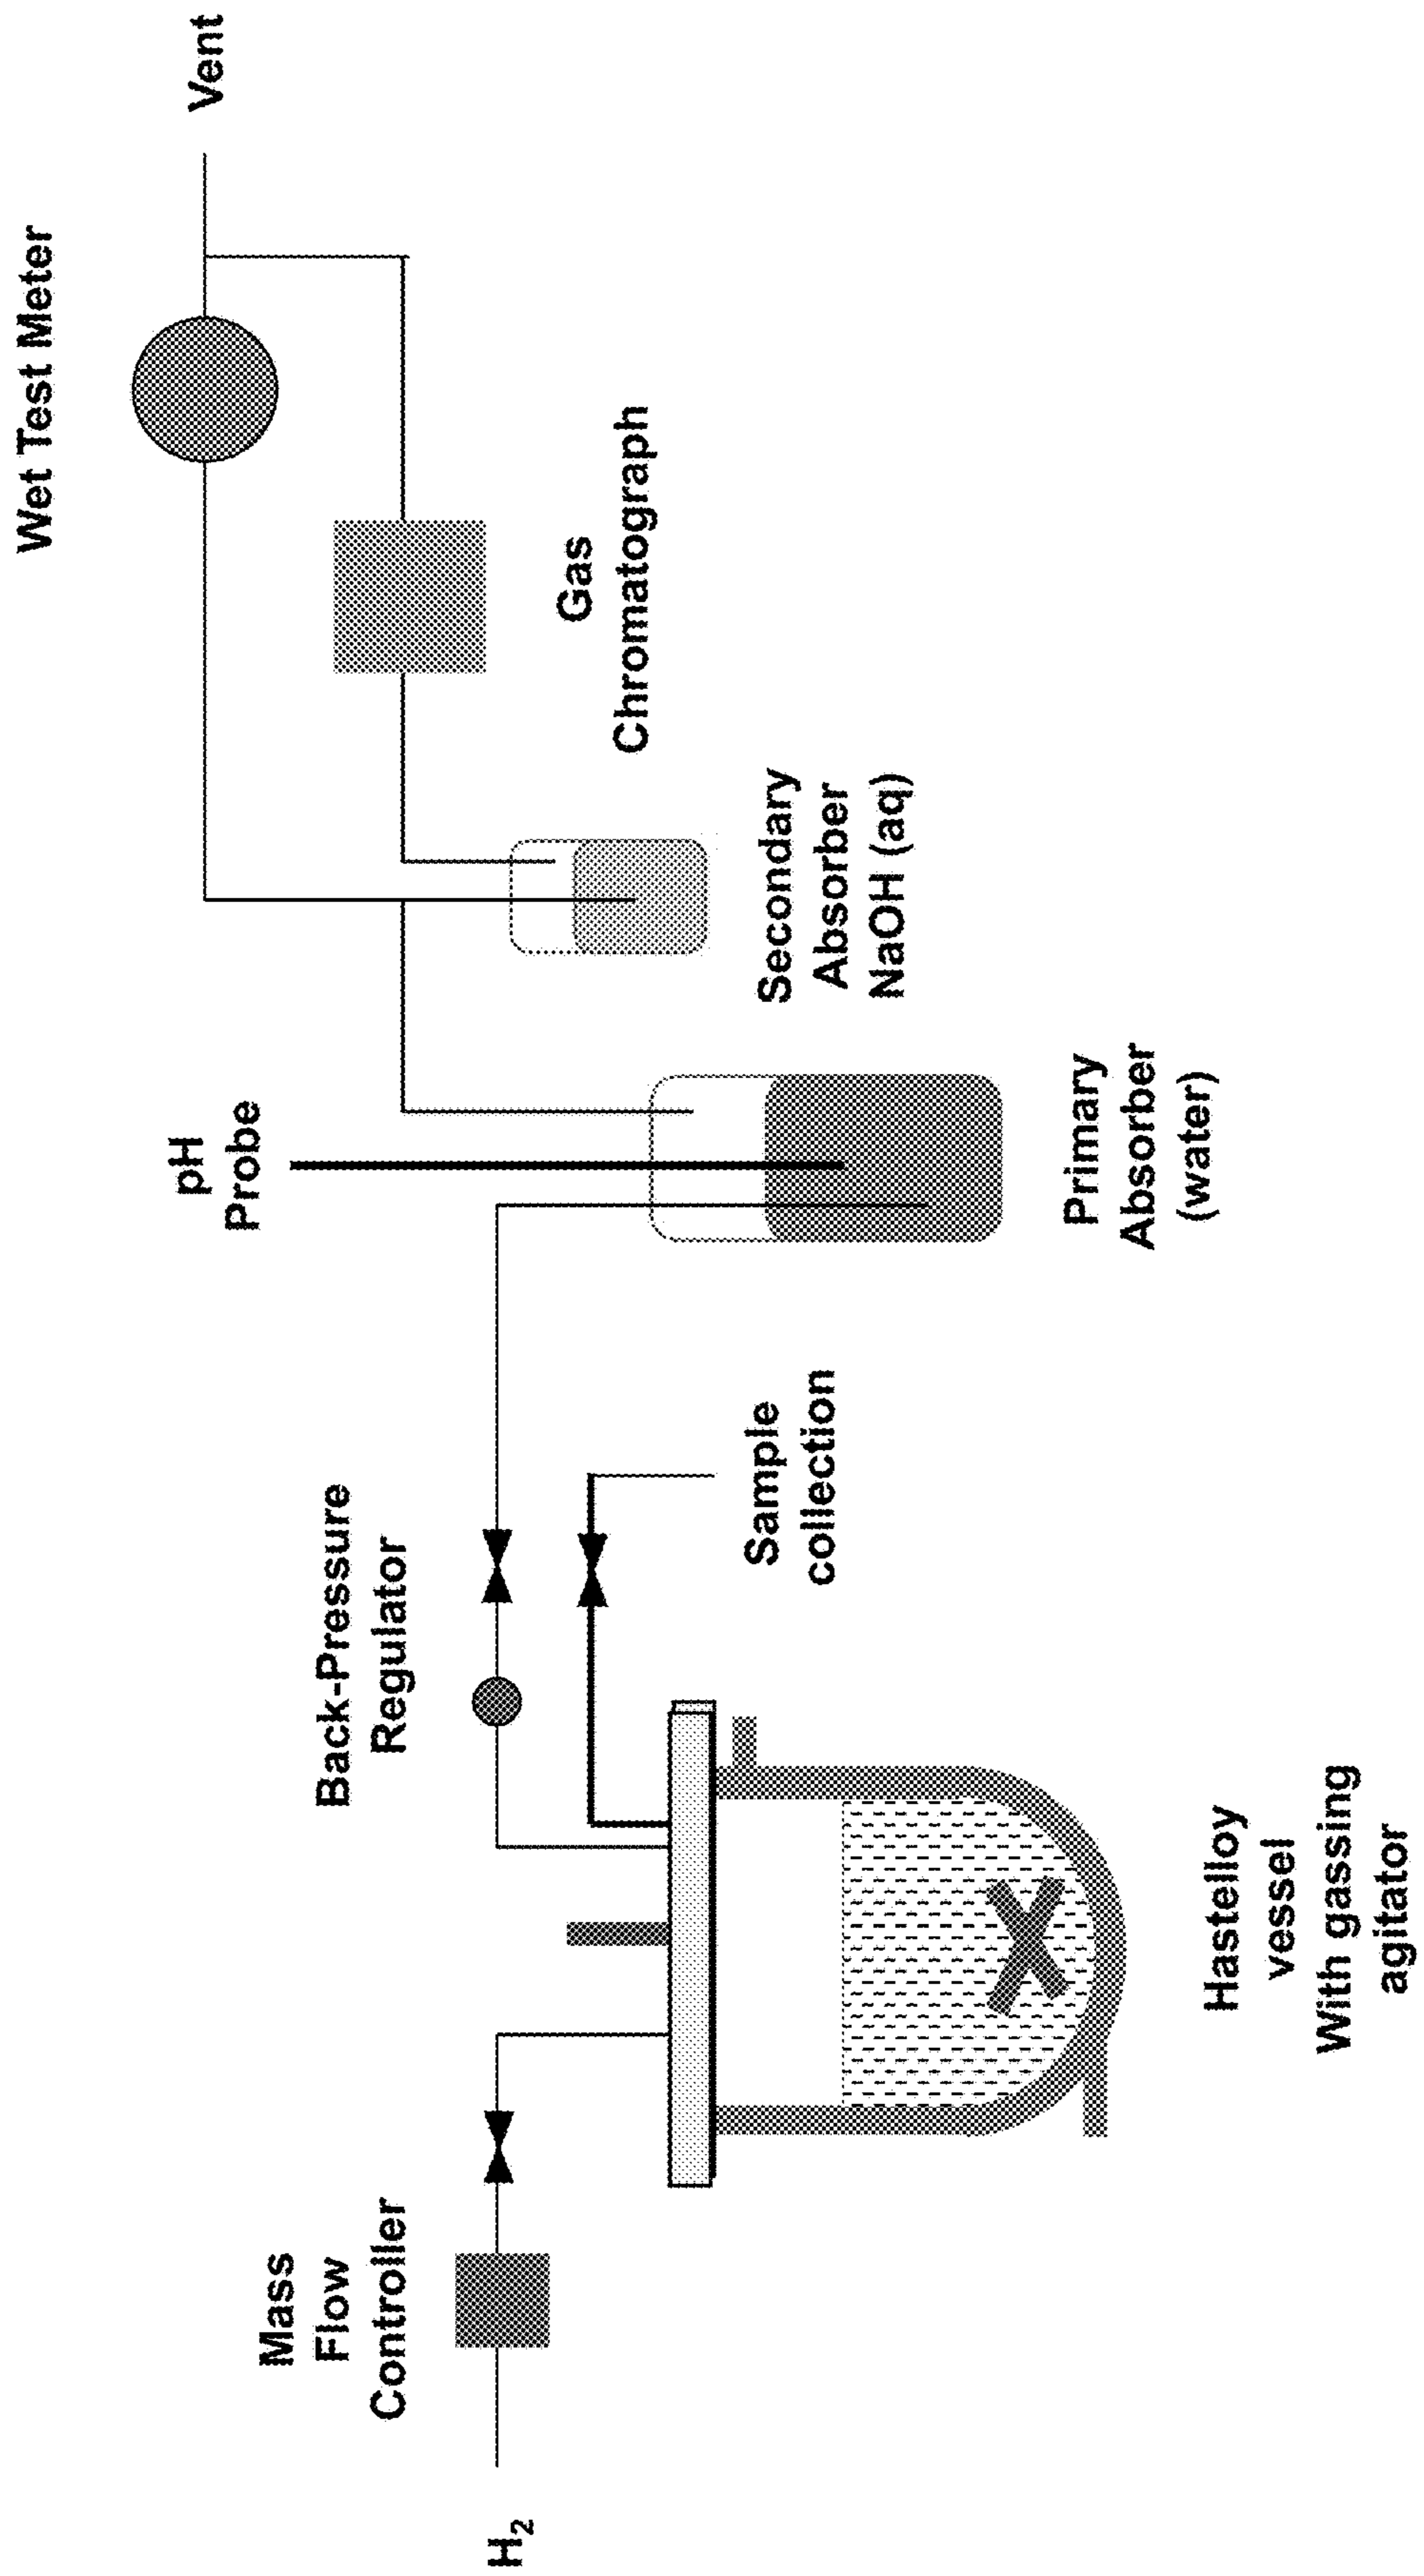 H2
Mass
Flow
Controller
Back-Pressure
Regulator
Sample
collection
Hastelloy
vessel
With gassing
agitator
pH
Probe
Primary
Absorber
(water)
Secondary
Absorber
NaOH (aq)
Gas
Chromatograph
Wet Test Meter
Vent